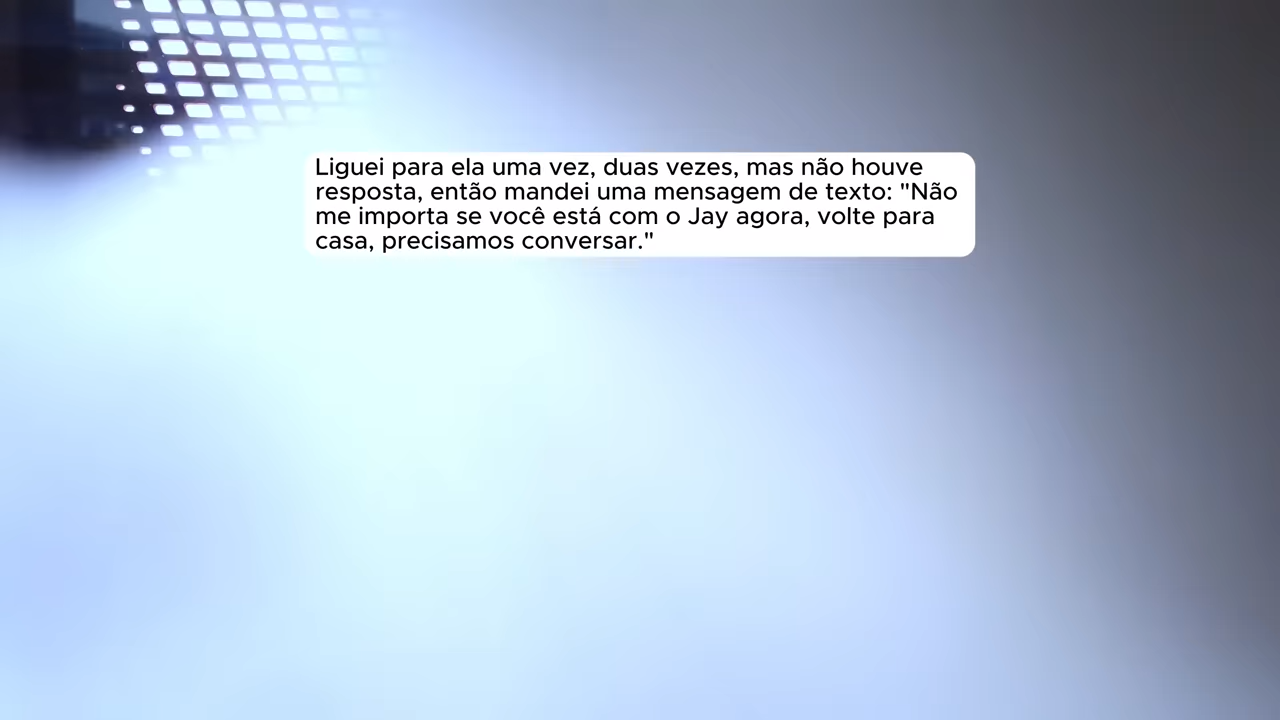 Liguei para ela uma vez, duas vezes, mas não houve
resposta, então mandei uma mensagem de texto: "Não
me importa se você está com o Jay agora, volte para
casa, precisamos conversar."